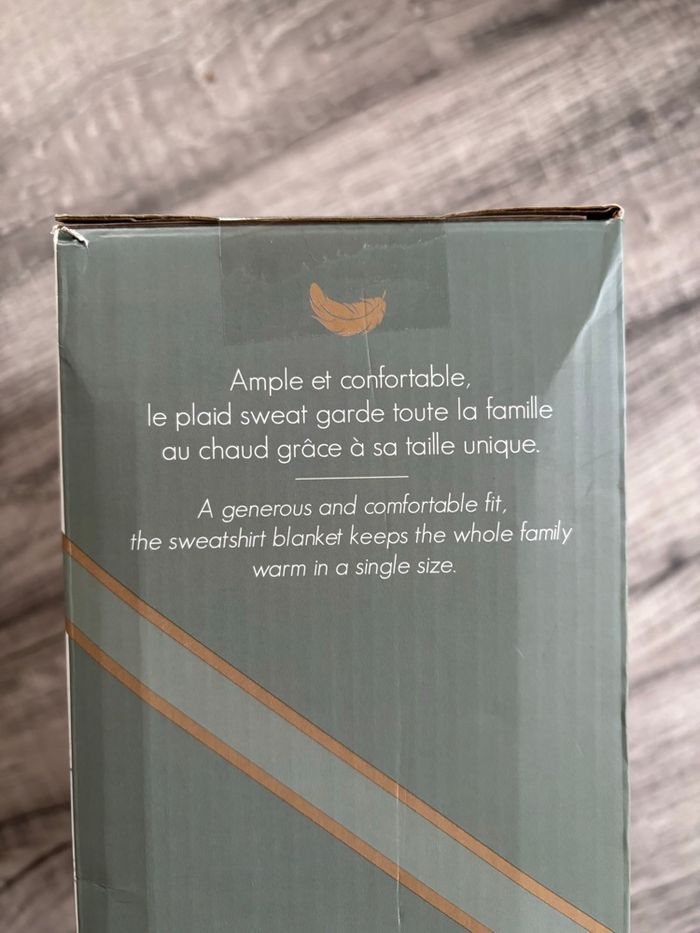 Ample et confortable,
le plaid sweat garde toute la famille
au chaud grâce à sa taille unique.
A generous and comfortable fit,
the sweatshirt blanket keeps the whole family
warm in a single size.